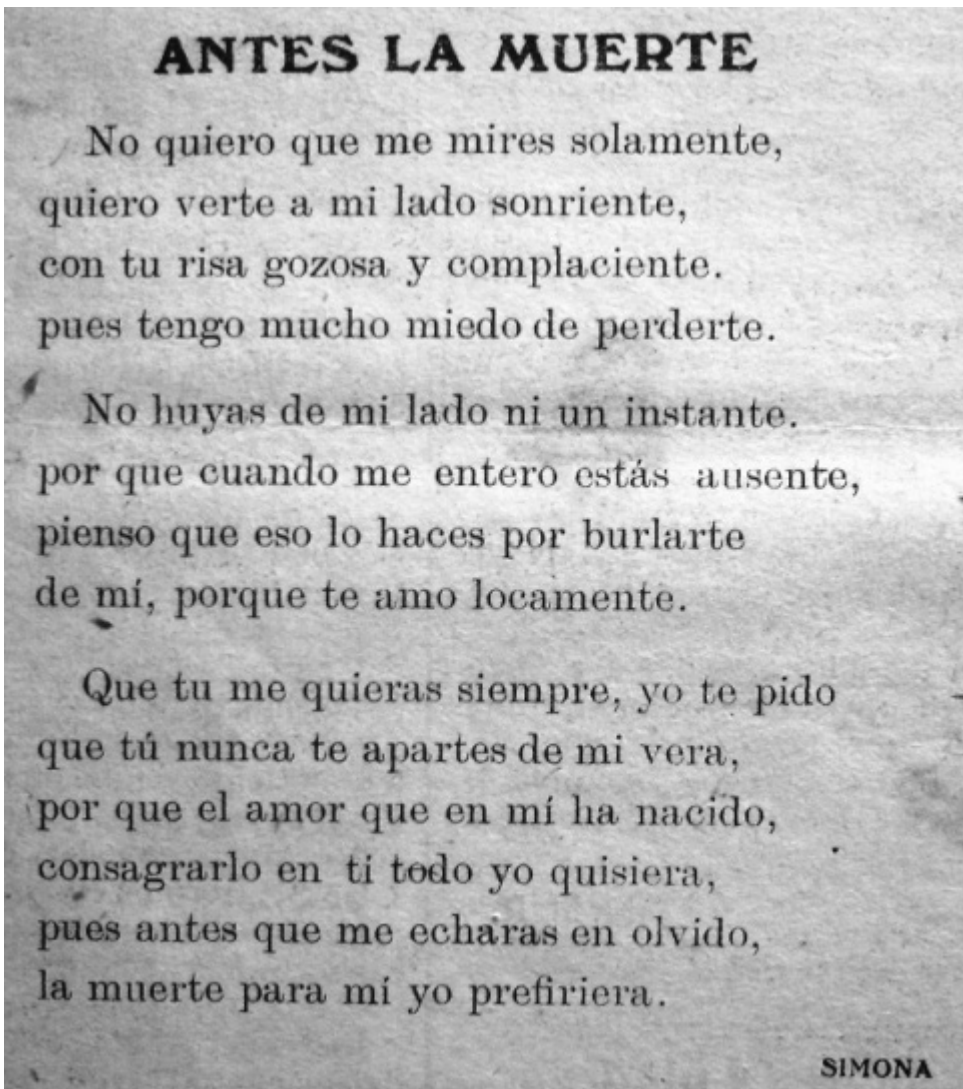 ANTES LA MUERTE
No quiero que me mires solamente,
quiero verte a mi lado sonriente,
con tu risa gozosa y complaciente.
pues tengo mucho miedo de perderte.
No huyas de mi lado ni un instante.
por que cuando me entero estás ausente,
pienso que eso lo haces por burlarte
de mí, porque te amo locamente.
Que tu me quieras siempre, yo te pido
que tú nunca te apartes de mi vera,
por que el amor que en mí ha nacido,
consagrarlo en ti todo yo quisiera,
pues antes que me echaras en olvido,
la muerte para mí yo prefiriera.
SIMONA